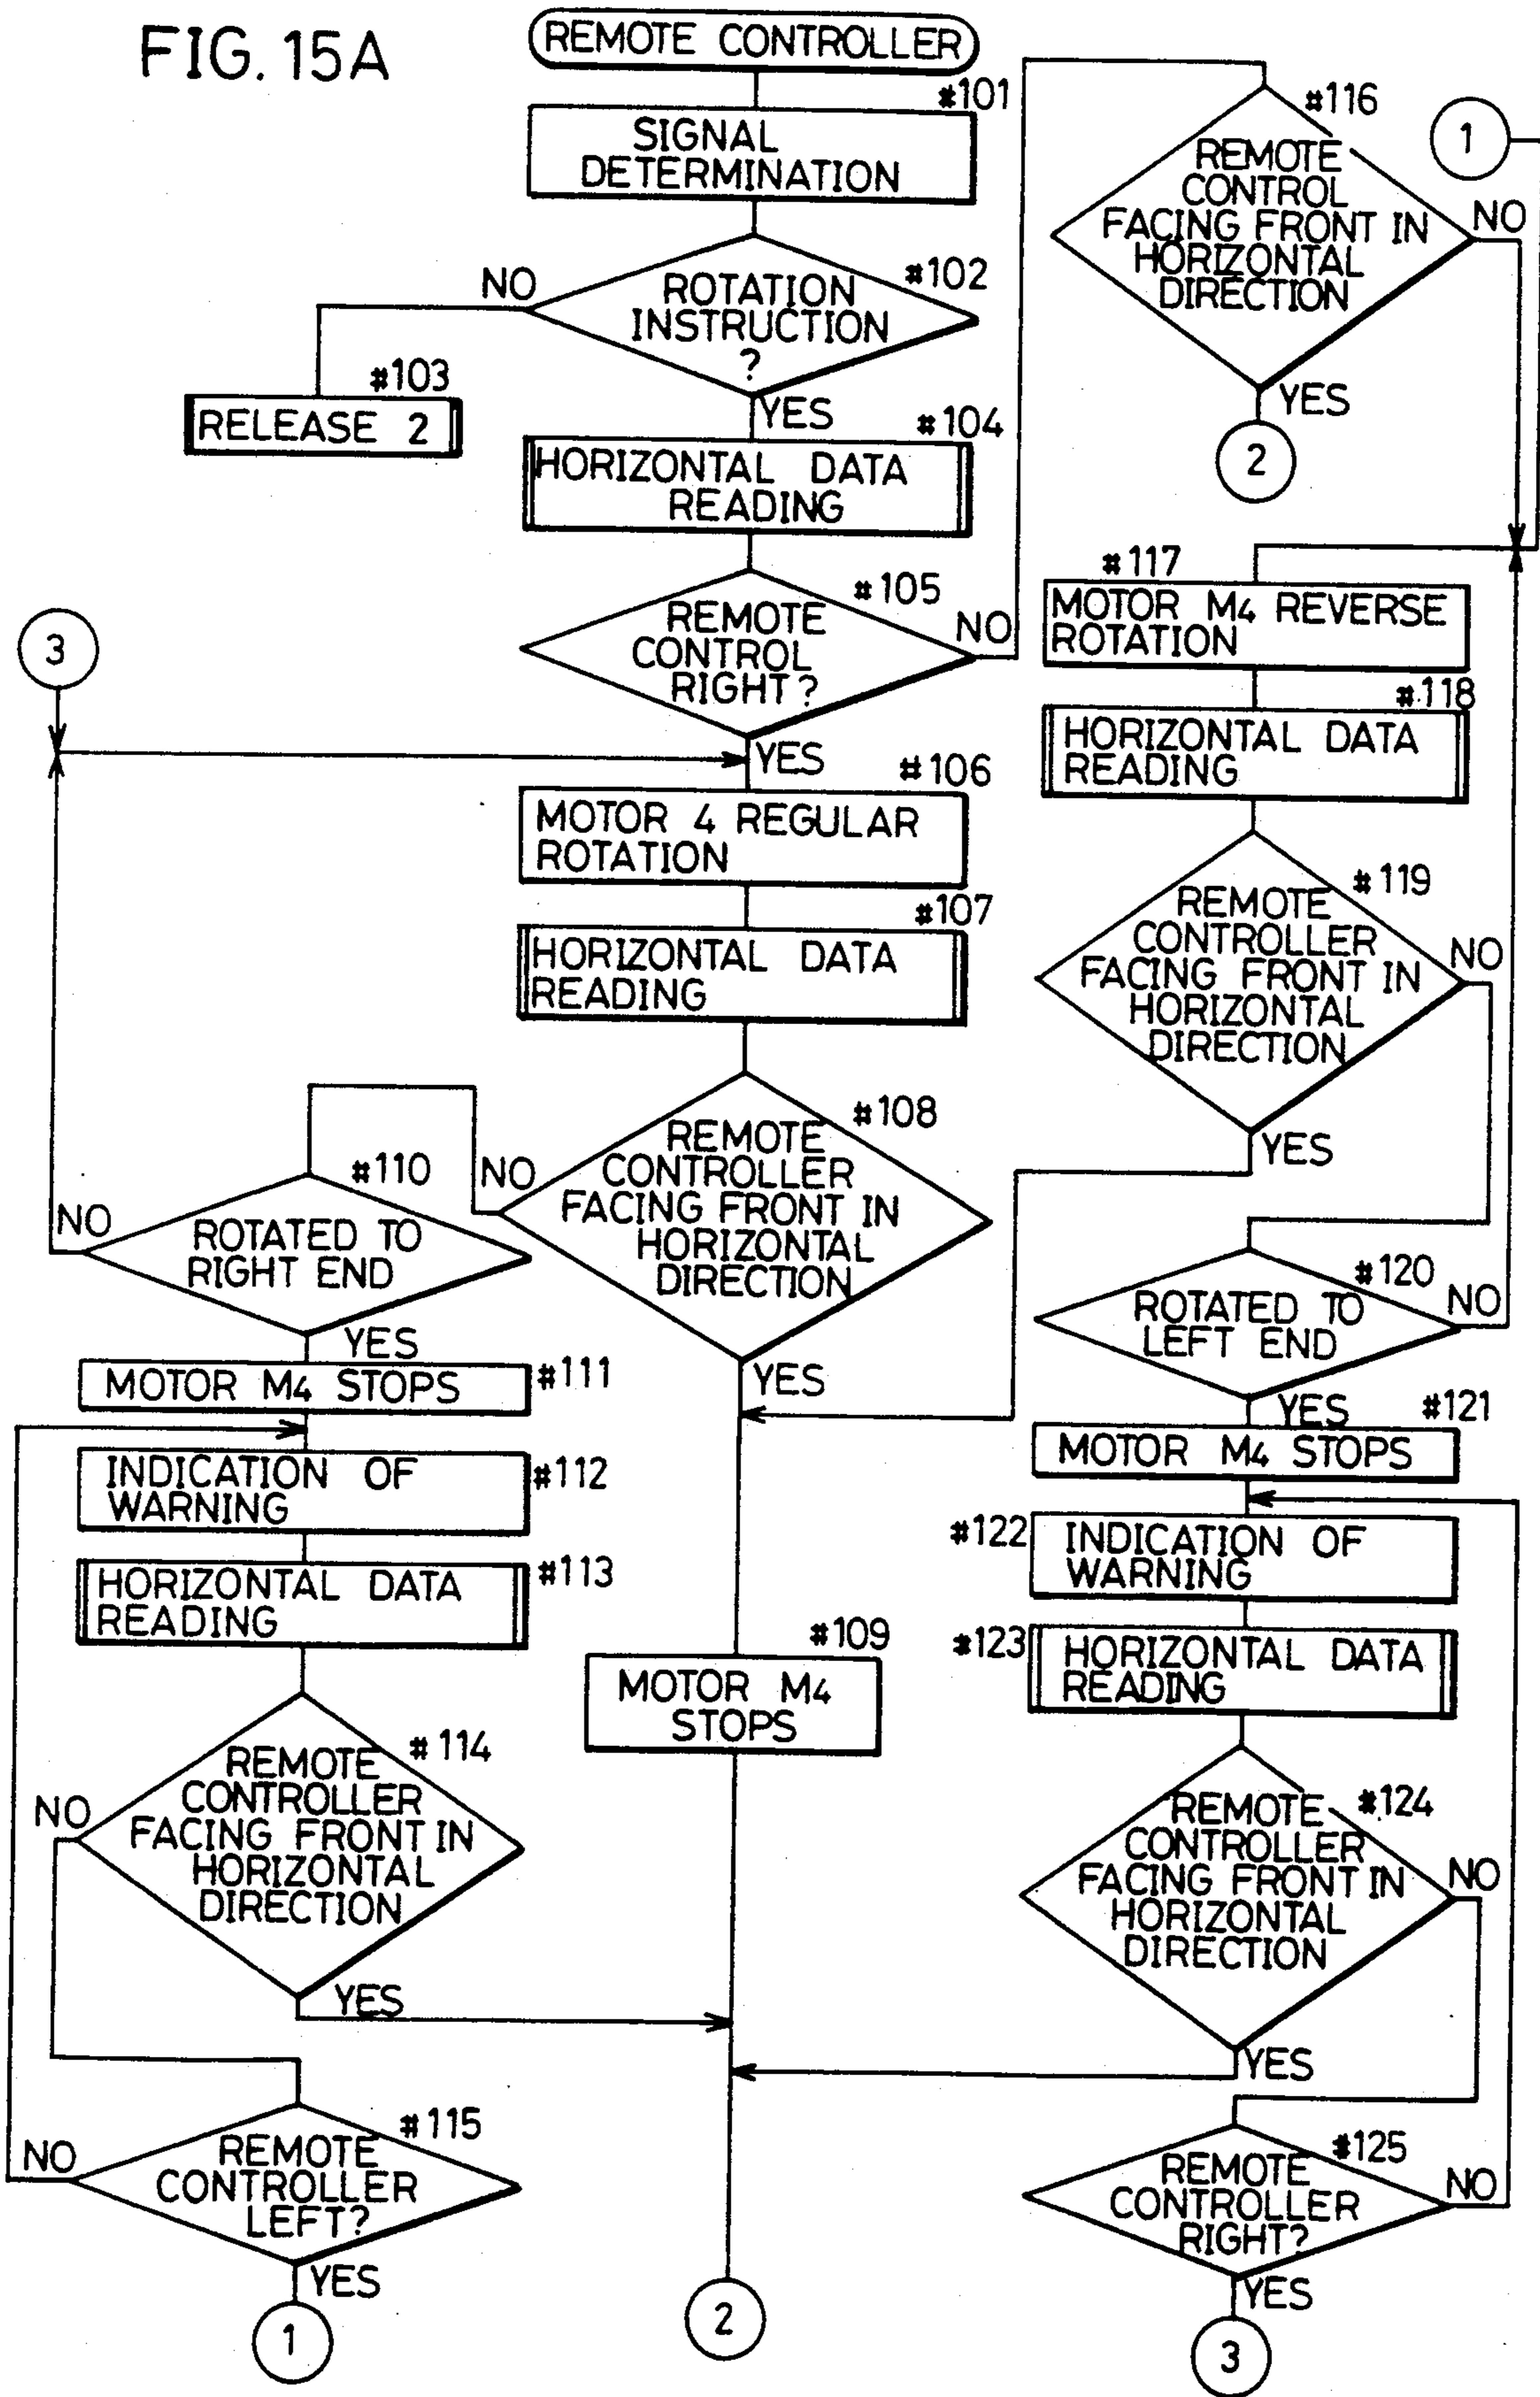 FIG. 15A
REMOTE CONTROLLER
#101
SIGNAL
DETERMINATION
#102
ROTATION
INSTRUCTION
?
NO
YES
#103
RELEASE 2
#104
HORIZONTAL DATA
READING
#105
REMOTE
CONTROL
RIGHT?
NO
YES
3
#106
MOTOR 4 REGULAR
ROTATION
#107
HORIZONTAL DATA
READING
#108
REMOTE
CONTROLLER
FACING FRONT IN
HORIZONTAL
DIRECTION
NO
YES
#110
ROTATED TO
RIGHT END
NO
YES
#111
MOTOR M4 STOPS
#112
INDICATION OF
WARNING
#113
HORIZONTAL DATA
READING
#114
REMOTE
CONTROLLER
FACING FRONT IN
HORIZONTAL
DIRECTION
NO
YES
#115
REMOTE
CONTROLLER
LEFT?
NO
YES
1
#109
MOTOR M4
STOPS
2
#116
REMOTE
CONTROL
FACING FRONT IN
HORIZONTAL
DIRECTION
NO
YES
2
1
#117
MOTOR M4 REVERSE
ROTATION
#118
HORIZONTAL DATA
READING
#119
REMOTE
CONTROLLER
FACING FRONT IN
HORIZONTAL
DIRECTION
NO
YES
#120
ROTATED TO
LEFT END
NO
YES
#121
MOTOR M4 STOPS
#122
INDICATION OF
WARNING
#123
HORIZONTAL DATA
READING
#124
REMOTE
CONTROLLER
FACING FRONT IN
HORIZONTAL
DIRECTION
NO
YES
#125
REMOTE
CONTROLLER
RIGHT?
NO
YES
3